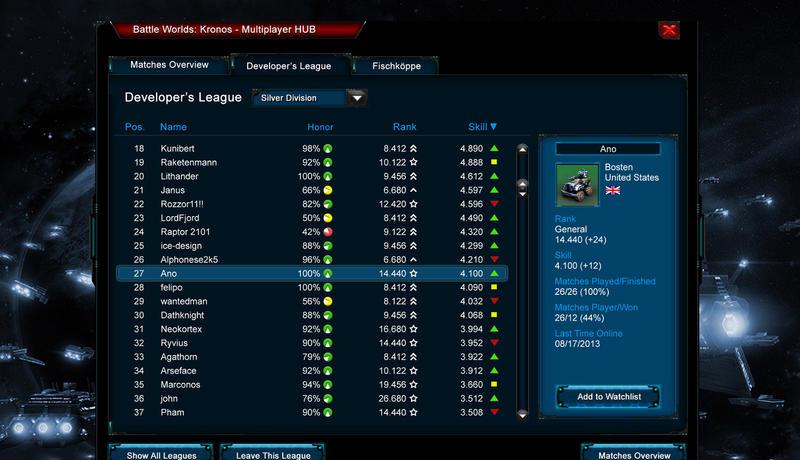 Battle Worlds: Kronos - Multiplayer HUB
Matches Overview Developer's League Fischköppe
Developer's League Silver Division
Pos. Name Honor Rank Skill
18 Kunibert 98% 8.412 4.890
19 Raketenmann 92% 10.122 4.888
20 Lithander 100% 9.456 4.612
21 Janus 66% 6.680 4.597
22 Rozzor11!! 82% 12.420 4.596
23 LordFjord 50% 8.412 4.490
24 Raptor 2101 42% 9.122 4.320
25 ice-design 88% 9.456 4.299
26 Alphonese2k5 96% 6.680 4.210
27 Ano 100% 14.440 4.100
28 felipo 100% 8.412 4.090
29 wantedman 56% 8.122 4.032
30 Dathknight 88% 9.456 4.068
31 Neokortex 92% 16.680 3.994
32 Ryvius 90% 14.440 3.952
33 Agathorn 79% 8.412 3.922
34 Arseface 92% 10.122 3.912
35 Marconos 94% 19.456 3.660
36 john 76% 26.680 3.512
37 Pham 90% 14.440 3.508
Ano
Bosten
United States
Rank
General
14.440 (+24)
Skill
4.100 (+12)
Matches Played/Finished
26/26 (100%)
Matches Player/Won
26/12 (44%)
Last Time Online
08/17/2013
Add to Watchlist
Show All Leagues Leave This League Matches Overview